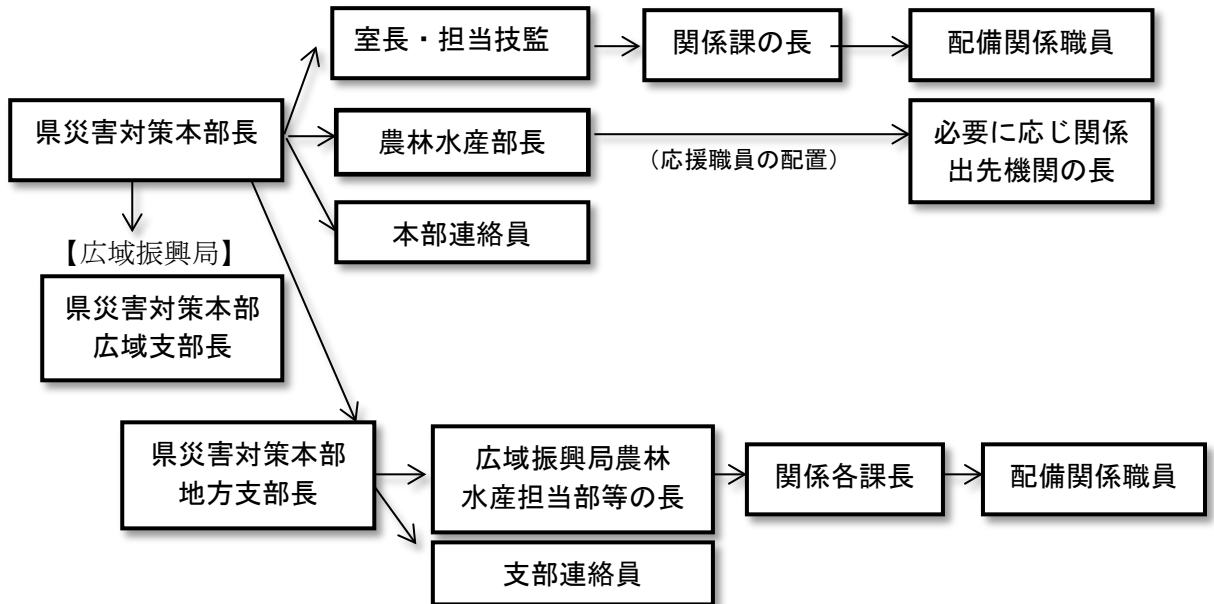 室長・担当技監
関係課の長
配備関係職員
県災害対策本部長
農林水産部長
(応援職員の配置)
必要に応じ関係
出先機関の長
本部連絡員
【広域振興局】
県災害対策本部
広域支部長
県災害対策本部
地方支部長
広域振興局農林
水産担当部等の長
関係各課長
配備関係職員
支部連絡員